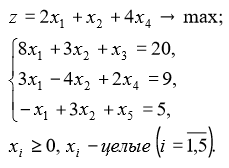 z = 2x₁ + x₂ + 4x₄ → max;
8x₁ + 3x₂ + x₃ = 20,
3x₁ − 4x₂ + 2x₄ = 9,
−x₁ + 3x₂ + x₅ = 5,
xᵢ ≥ 0, xᵢ − целые (i = 1,5).